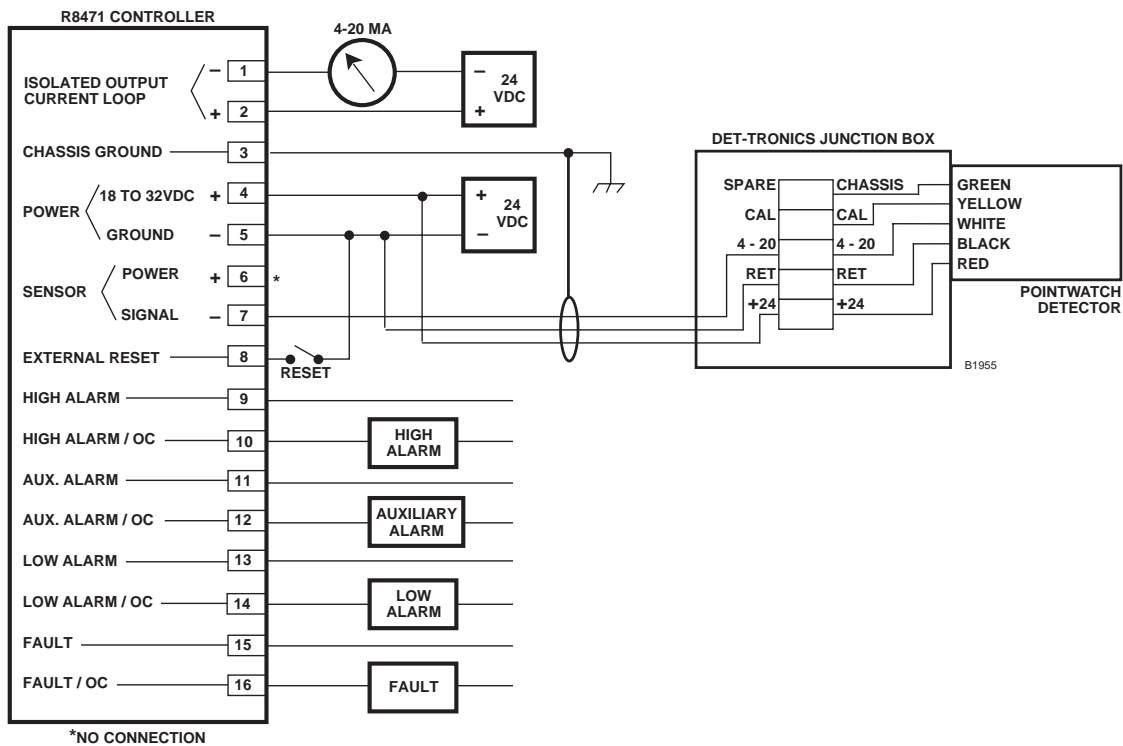 R8471 CONTROLLER
ISOLATED OUTPUT
CURRENT LOOP
− 1
+ 2
4-20 MA
− 24
VDC
+
CHASSIS GROUND 3
POWER
18 TO 32VDC + 4
GROUND − 5
+ 24
VDC
−
SENSOR
POWER + 6 *
SIGNAL − 7
EXTERNAL RESET 8
RESET
HIGH ALARM 9
HIGH ALARM / OC 10
HIGH
ALARM
AUX. ALARM 11
AUX. ALARM / OC 12
AUXILIARY
ALARM
LOW ALARM 13
LOW ALARM / OC 14
LOW
ALARM
FAULT 15
FAULT / OC 16
FAULT
*NO CONNECTION
DET-TRONICS JUNCTION BOX
SPARE CHASSIS GREEN
CAL CAL YELLOW
4 - 20 4 - 20 WHITE
RET RET BLACK
+24 +24 RED
POINTWATCH
DETECTOR
B1955